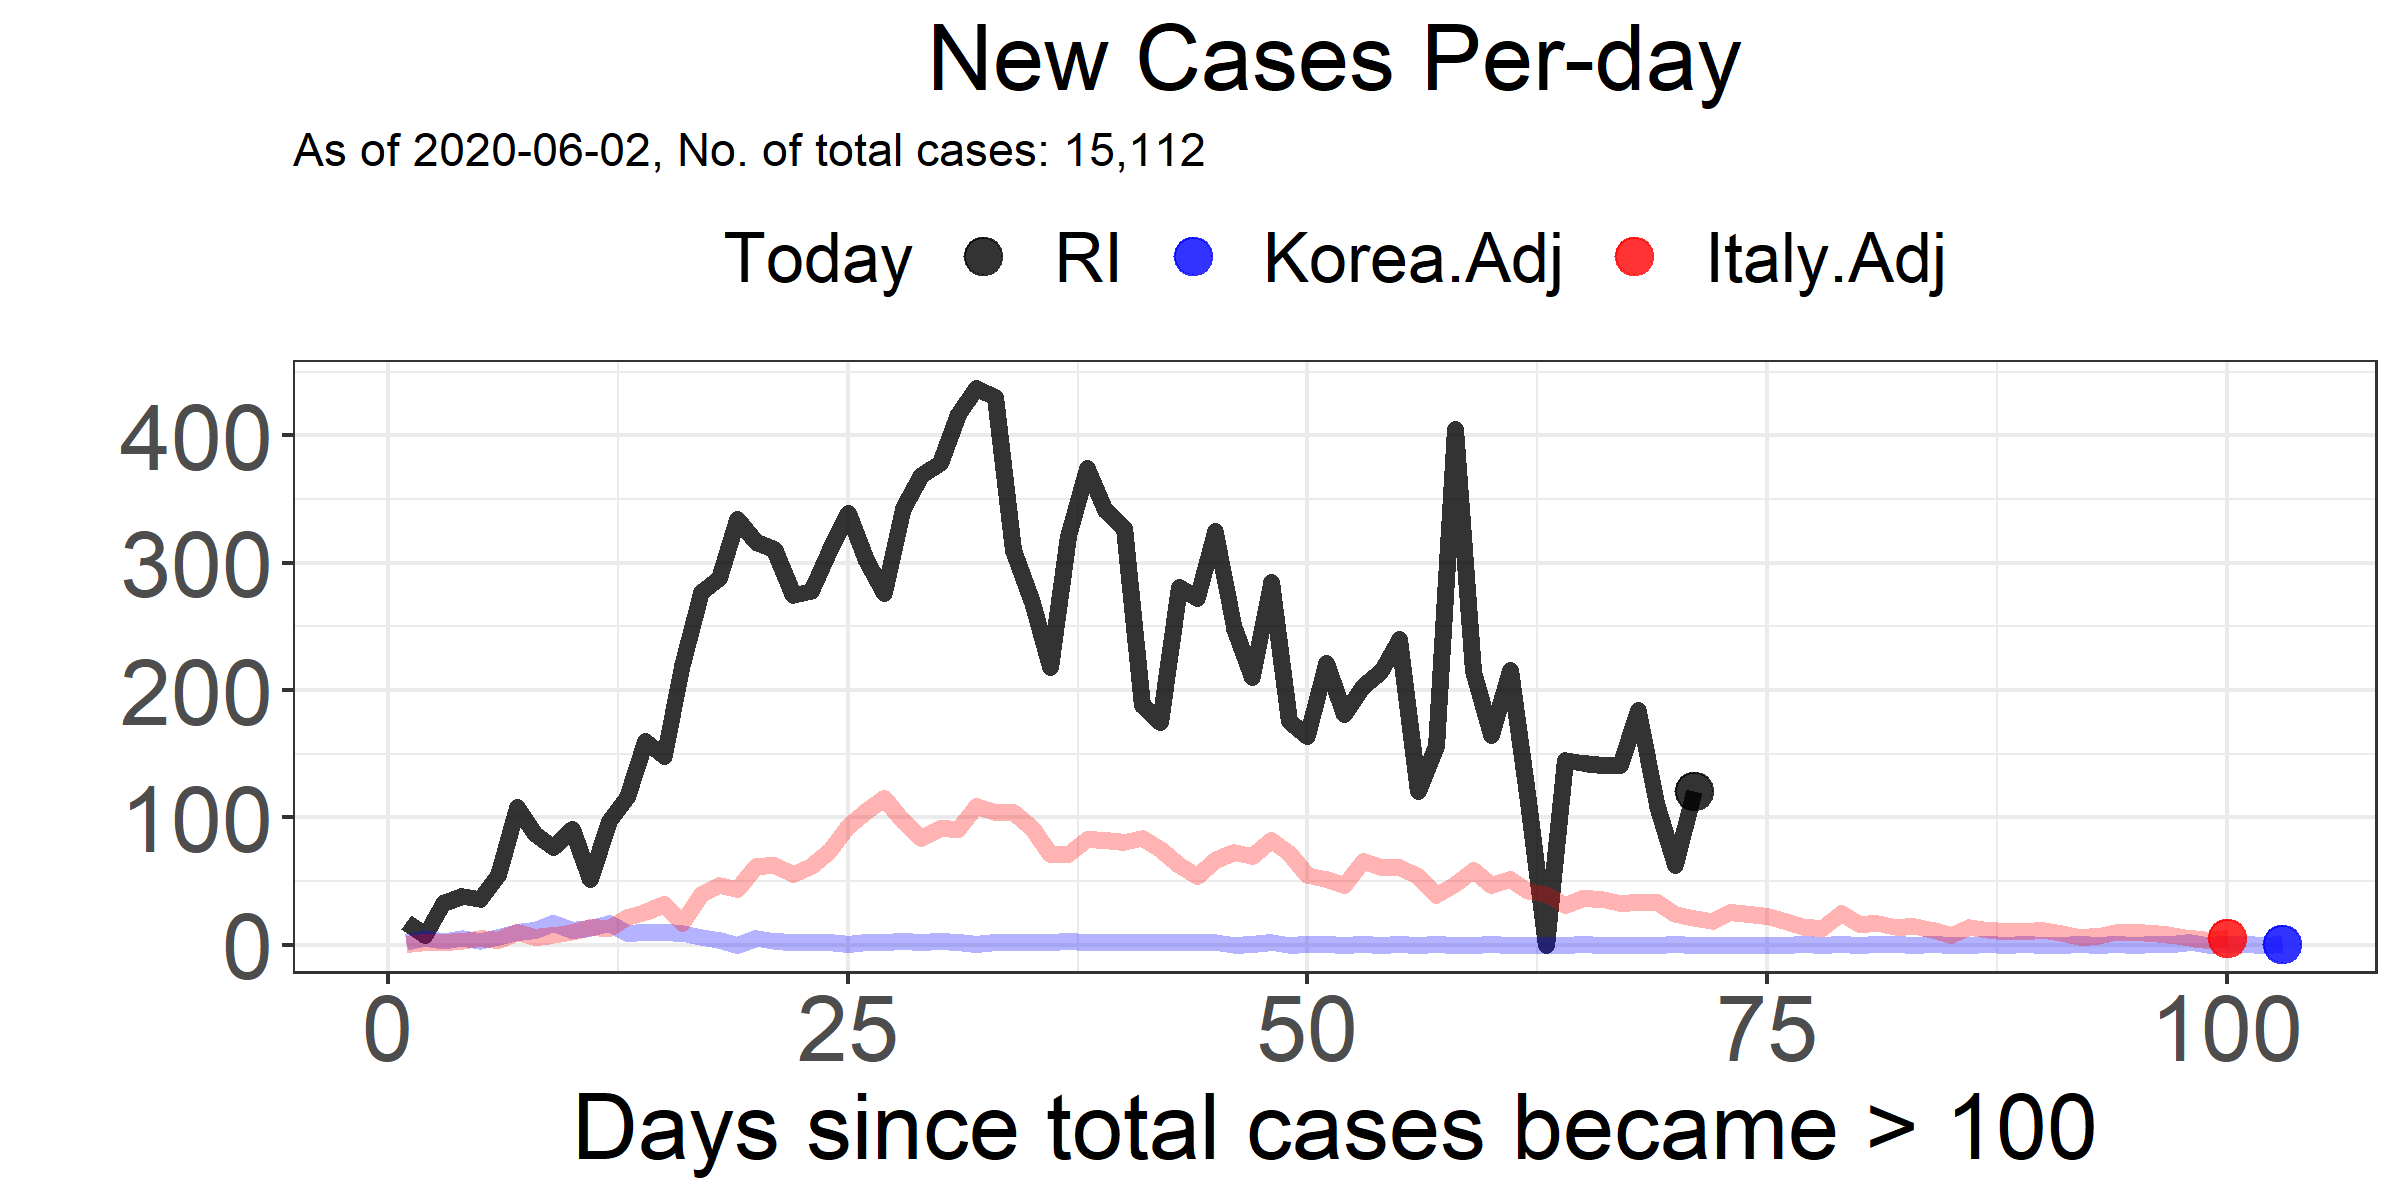 New Cases Per-day
As of 2020-06-02, No. of total cases: 15,112
Today RI Korea.Adj Italy.Adj
400
300
200
100
0
0 25 50 75 100
Days since total cases became > 100